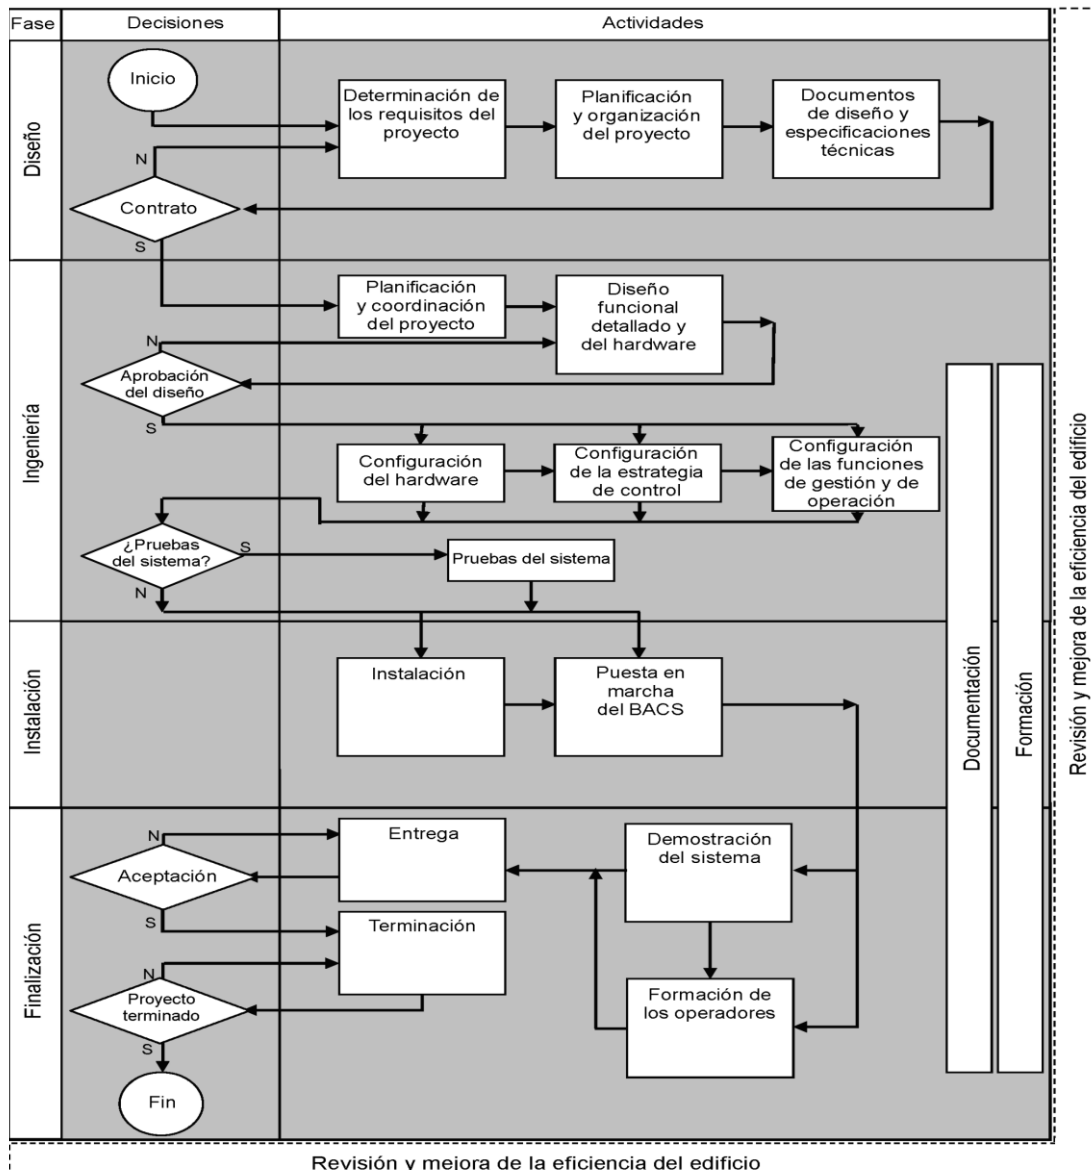 Fase
Decisiones
Actividades
Diseño
Inicio
Determinación de
los requisitos del
proyecto
Planificación
y organización
del proyecto
Documentos
de diseño y
especificaciones
técnicas
N
Contrato
S
Ingeniería
Planificación
y coordinación
del proyecto
Diseño
funcional
detallado y
del hardware
N
Aprobación
del diseño
S
Configuración
del hardware
Configuración
de la estrategia
de control
Configuración
de las funciones
de gestión y de
operación
¿Pruebas
del sistema?
S
N
Pruebas del sistema
Instalación
Instalación
Puesta en
marcha
del BACS
Finalización
N
Entrega
Demostración
del sistema
Aceptación
S
Terminación
N
Proyecto
terminado
S
Formación de
los operadores
Fin
Documentación
Formación
Revisión y mejora de la eficiencia del edificio
Revisión y mejora de la eficiencia del edificio